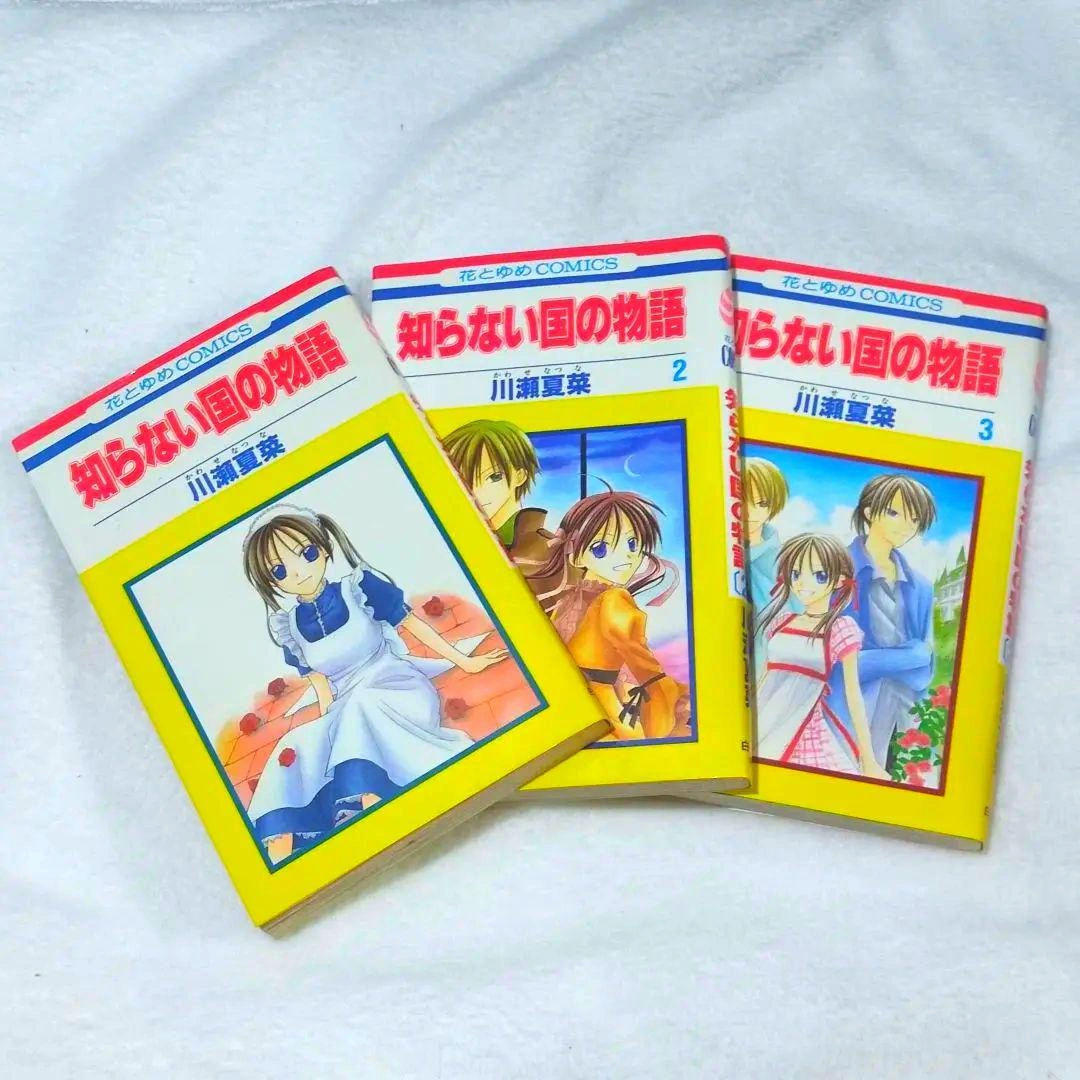 花とゆめCOMICS
知らない国の物語
かわせなつな
川瀬夏菜
花とゆめCOMICS
知らない国の物語
かわせなつな
川瀬夏菜
2
花とゆめCOMICS
知らない国の物語
かわせなつな
川瀬夏菜
3